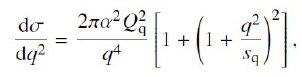 dσ/dq² = 2πα²Q_q²/q⁴ [1 + (1 + q²/s_q)²],